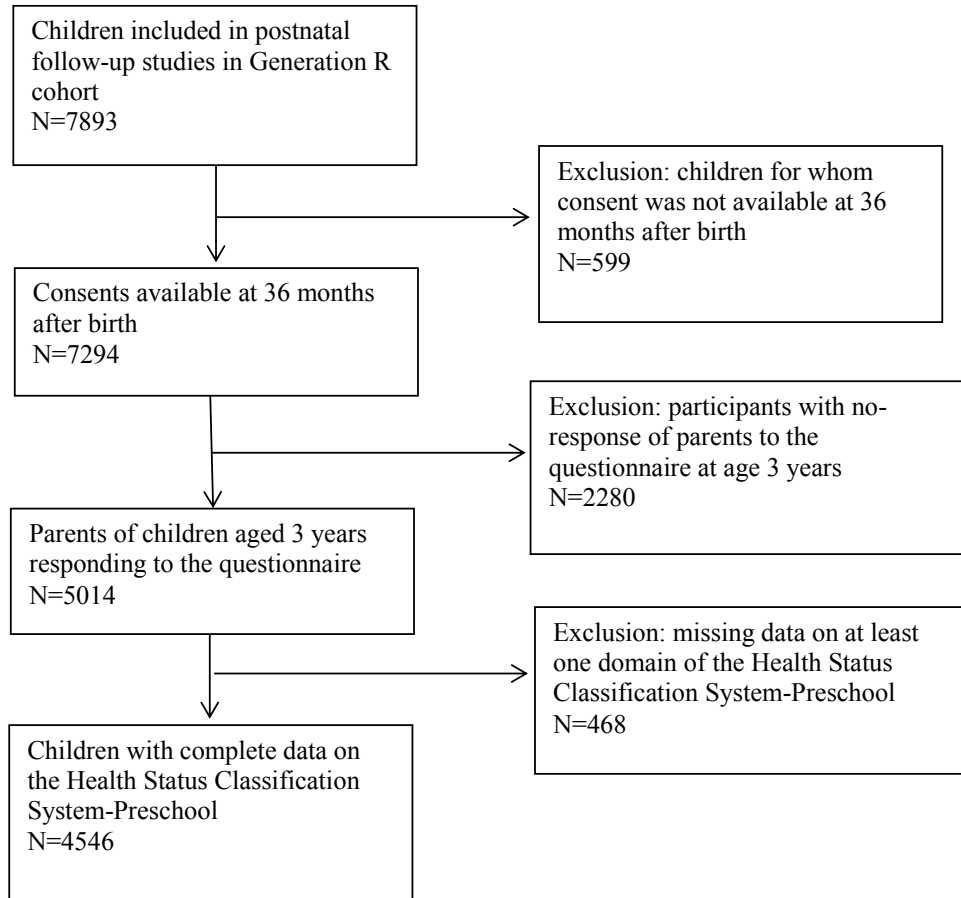 Children included in postnatal
follow-up studies in Generation R
cohort
N=7893
Exclusion: children for whom
consent was not available at 36
months after birth
N=599
Consents available at 36 months
after birth
N=7294
Exclusion: participants with no-
response of parents to the
questionnaire at age 3 years
N=2280
Parents of children aged 3 years
responding to the questionnaire
N=5014
Exclusion: missing data on at least
one domain of the Health Status
Classification System-Preschool
N=468
Children with complete data on
the Health Status Classification
System-Preschool
N=4546